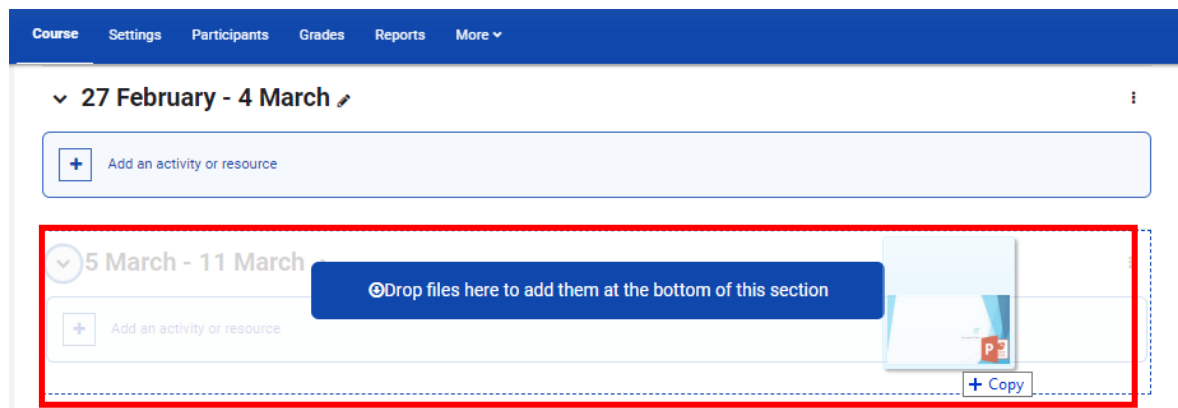 Course Settings Participants Grades Reports More
27 February - 4 March
Add an activity or resource
5 March - 11 March
Drop files here to add them at the bottom of this section
Add an activity or resource
IT
P
+ Copy